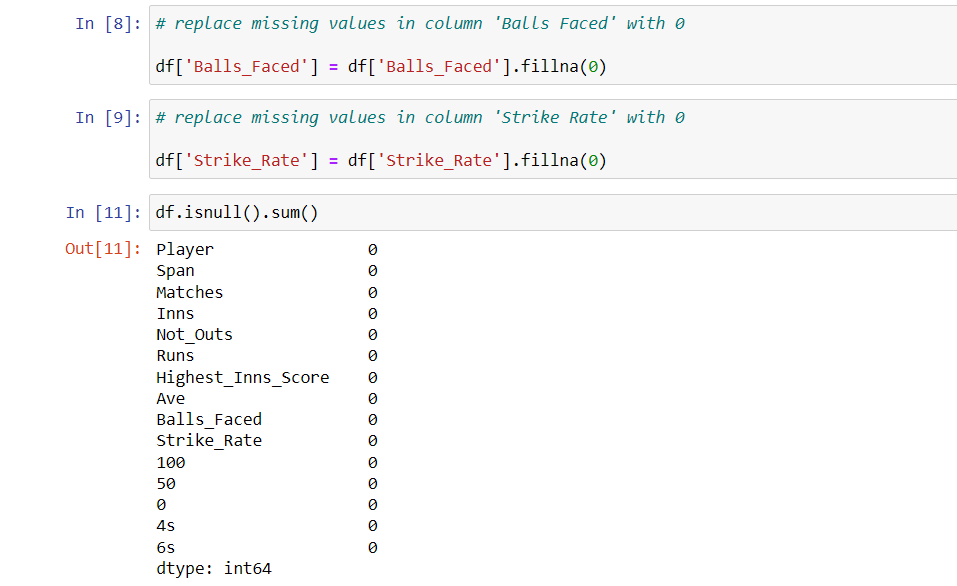 In [8]: # replace missing values in column 'Balls Faced' with 0
df['Balls_Faced'] = df['Balls_Faced'].fillna(0)
In [9]: # replace missing values in column 'Strike Rate' with 0
df['Strike_Rate'] = df['Strike_Rate'].fillna(0)
In [11]: df.isnull().sum()
Out[11]: Player 0
Span 0
Matches 0
Inns 0
Not_Outs 0
Runs 0
Highest_Inns_Score 0
Ave 0
Balls_Faced 0
Strike_Rate 0
100 0
50 0
0 0
4s 0
6s 0
dtype: int64